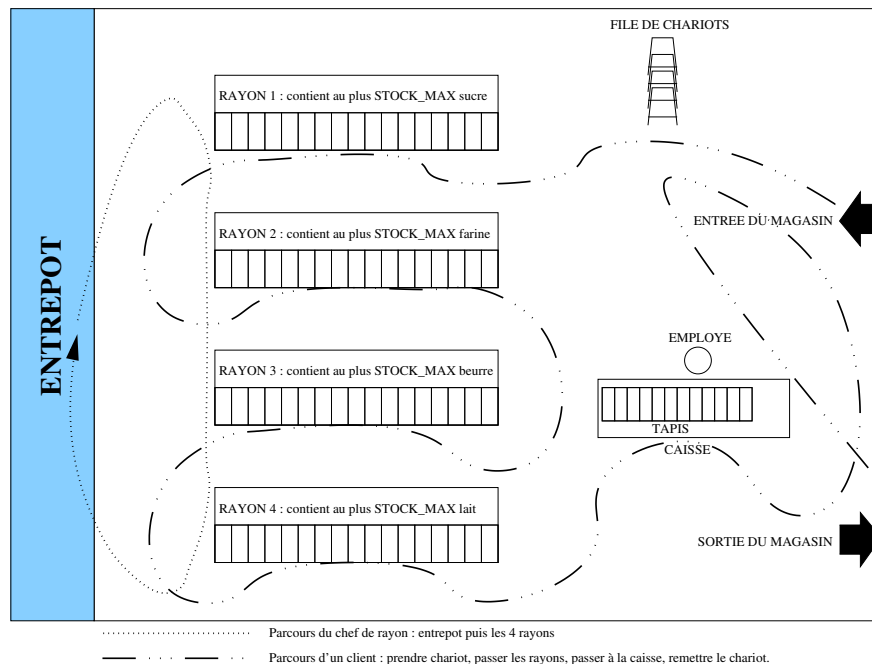 FILE DE CHARIOTS
RAYON 1 : contient au plus STOCK_MAX sucre
ENTREPOT
RAYON 2 : contient au plus STOCK_MAX farine
ENTREE DU MAGASIN
EMPLOYE
RAYON 3 : contient au plus STOCK_MAX beurre
TAPIS
CAISSE
RAYON 4 : contient au plus STOCK_MAX lait
SORTIE DU MAGASIN
Parcours du chef de rayon : entrepot puis les 4 rayons
Parcours d'un client : prendre chariot, passer les rayons, passer à la caisse, remettre le chariot.